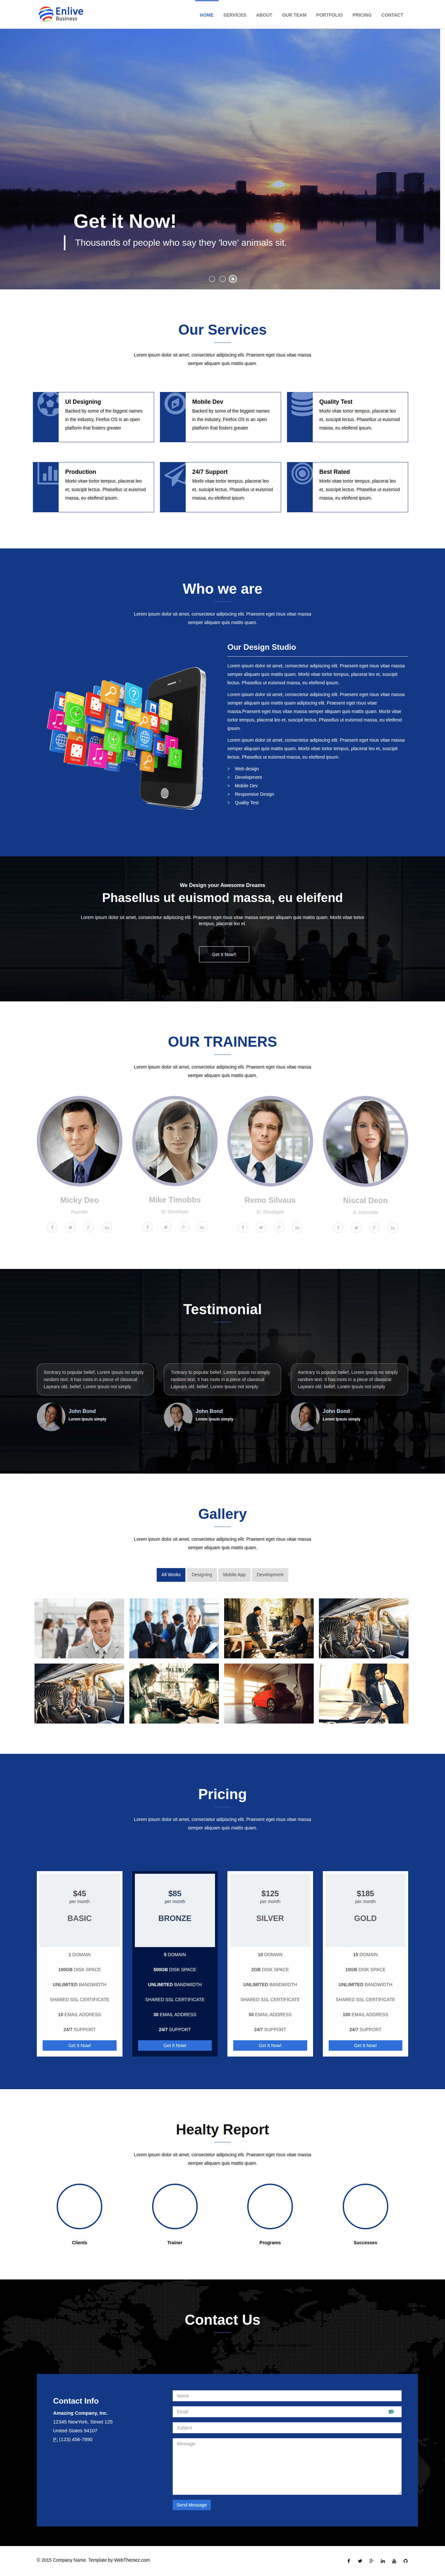 Enlive
Business
HOME SERVICES ABOUT OUR TEAM PORTFOLIO PRICING CONTACT
Get it Now!
Thousands of people who say they 'love' animals sit.
Our Services
Lorem ipsum dolor sit amet, consectetur adipiscing elit. Praesent eget risus vitae massa
semper aliquam quis mattis quam.
UI Designing
Backed by some of the biggest names
in the industry, Firefox OS is an open
platform that fosters greater
Mobile Dev
Backed by some of the biggest names
in the industry, Firefox OS is an open
platform that fosters greater
Quality Test
Morbi vitae tortor tempus, placerat leo
et, suscipit lectus. Phasellus ut euismod
massa, eu eleifend ipsum.
Production
Morbi vitae tortor tempus, placerat leo
et, suscipit lectus. Phasellus ut euismod
massa, eu eleifend ipsum.
24/7 Support
Morbi vitae tortor tempus, placerat leo
et, suscipit lectus. Phasellus ut euismod
massa, eu eleifend ipsum.
Best Rated
Morbi vitae tortor tempus, placerat leo
et, suscipit lectus. Phasellus ut euismod
massa, eu eleifend ipsum.
Who we are
Lorem ipsum dolor sit amet, consectetur adipiscing elit. Praesent eget risus vitae massa
semper aliquam quis mattis quam.
Our Design Studio
Lorem ipsum dolor sit amet, consectetur adipiscing elit. Praesent eget risus vitae massa
semper aliquam quis mattis quam. Morbi vitae tortor tempus, placerat leo et, suscipit
lectus. Phasellus ut euismod massa, eu eleifend ipsum.
Lorem ipsum dolor sit amet, consectetur adipiscing elit. Praesent eget risus vitae massa
semper aliquam quis mattis quam adipiscing elit. Praesent eget risus vitae
massa.Praesent eget risus vitae massa semper aliquam quis mattis quam. Morbi vitae
tortor tempus, placerat leo et, suscipit lectus. Phasellus ut euismod massa, eu eleifend
ipsum.
Lorem ipsum dolor sit amet, consectetur adipiscing elit. Praesent eget risus vitae massa
semper aliquam quis mattis quam. Morbi vitae tortor tempus, placerat leo et, suscipit
lectus. Phasellus ut euismod massa, eu eleifend ipsum.
Web design
Development
Mobile Dev
Responsive Design
Quality Test
We Design your Awesome Dreams
Phasellus ut euismod massa, eu eleifend
Lorem ipsum dolor sit amet, consectetur adipiscing elit. Praesent eget risus vitae massa semper aliquam quis mattis quam. Morbi vitae tortor
tempus, placerat leo et.
Get It Now!!
OUR TRAINERS
Lorem ipsum dolor sit amet, consectetur adipiscing elit. Praesent eget risus vitae massa
semper aliquam quis mattis quam.
Micky Deo
Founder
Mike Timobbs
Sr. Developer
Remo Silvaus
Sr. Developer
Niscal Deon
Jr. Associate
Testimonial
Sontrary to popular belief, Lorem Ipsuis no simply
random text. It has roots in a piece of classical
Layears old. belief, Lorem Ipsuis not simply
Tontrary to popular belief, Lorem Ipsuis no simply
random text. It has roots in a piece of classical
Layears old. belief, Lorem Ipsuis not simply
Aontrary to popular belief, Lorem Ipsuis no simply
random text. It has roots in a piece of classical
Layears old. belief, Lorem Ipsuis not simply
John Bond
Lorem Ipsuis simply
John Bond
Lorem Ipsuis simply
John Bond
Lorem Ipsuis simply
Gallery
Lorem ipsum dolor sit amet, consectetur adipiscing elit. Praesent eget risus vitae massa
semper aliquam quis mattis quam.
All Works Designing Mobile App Development
Pricing
Lorem ipsum dolor sit amet, consectetur adipiscing elit. Praesent eget risus vitae massa
semper aliquam quis mattis quam.
$45
per month
BASIC
1 DOMAIN
100GB DISK SPACE
UNLIMITED BANDWIDTH
SHARED SSL CERTIFICATE
10 EMAIL ADDRESS
24/7 SUPPORT
Get It Now!
$85
per month
BRONZE
5 DOMAIN
500GB DISK SPACE
UNLIMITED BANDWIDTH
SHARED SSL CERTIFICATE
30 EMAIL ADDRESS
24/7 SUPPORT
Get It Now!
$125
per month
SILVER
10 DOMAIN
2GB DISK SPACE
UNLIMITED BANDWIDTH
SHARED SSL CERTIFICATE
50 EMAIL ADDRESS
24/7 SUPPORT
Get It Now!
$185
per month
GOLD
15 DOMAIN
10GB DISK SPACE
UNLIMITED BANDWIDTH
SHARED SSL CERTIFICATE
100 EMAIL ADDRESS
24/7 SUPPORT
Get It Now!
Healty Report
Lorem ipsum dolor sit amet, consectetur adipiscing elit. Praesent eget risus vitae massa
semper aliquam quis mattis quam.
Clients Trainer Programs Successes
Contact Us
Contact Info
Amazing Company, Inc.
12345 NewYork, Street 125
United States 94107
P: (123) 456-7890
Name
Email
Subject
Message
Send Message
© 2015 Company Name. Template by WebThemez.com